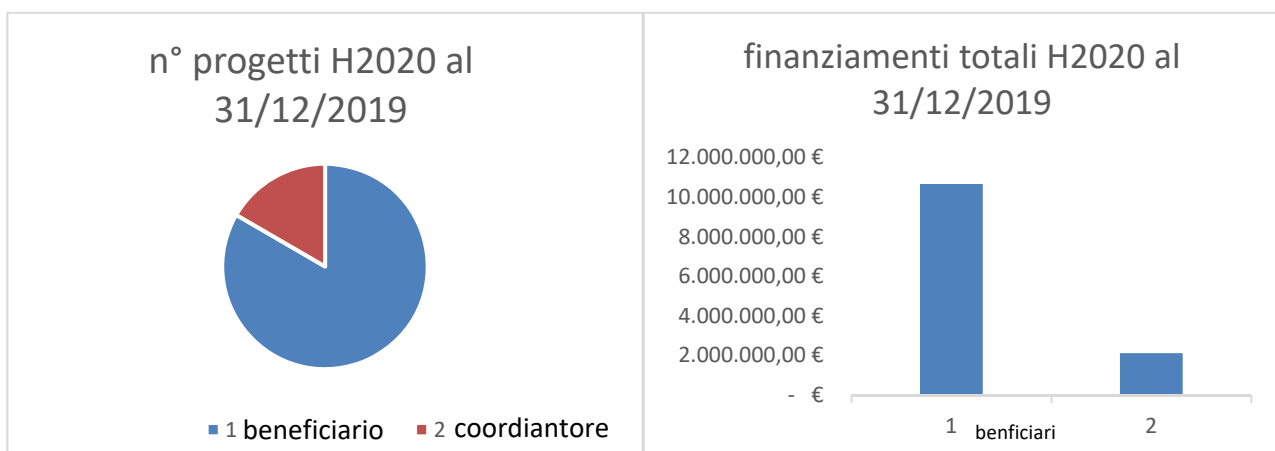 n° progetti H2020 al
31/12/2019
1 beneficiario 2 coordiantore
finanziamenti totali H2020 al
31/12/2019
12.000.000,00 €
10.000.000,00 €
8.000.000,00 €
6.000.000,00 €
4.000.000,00 €
2.000.000,00 €
- €
1 benficiari 2